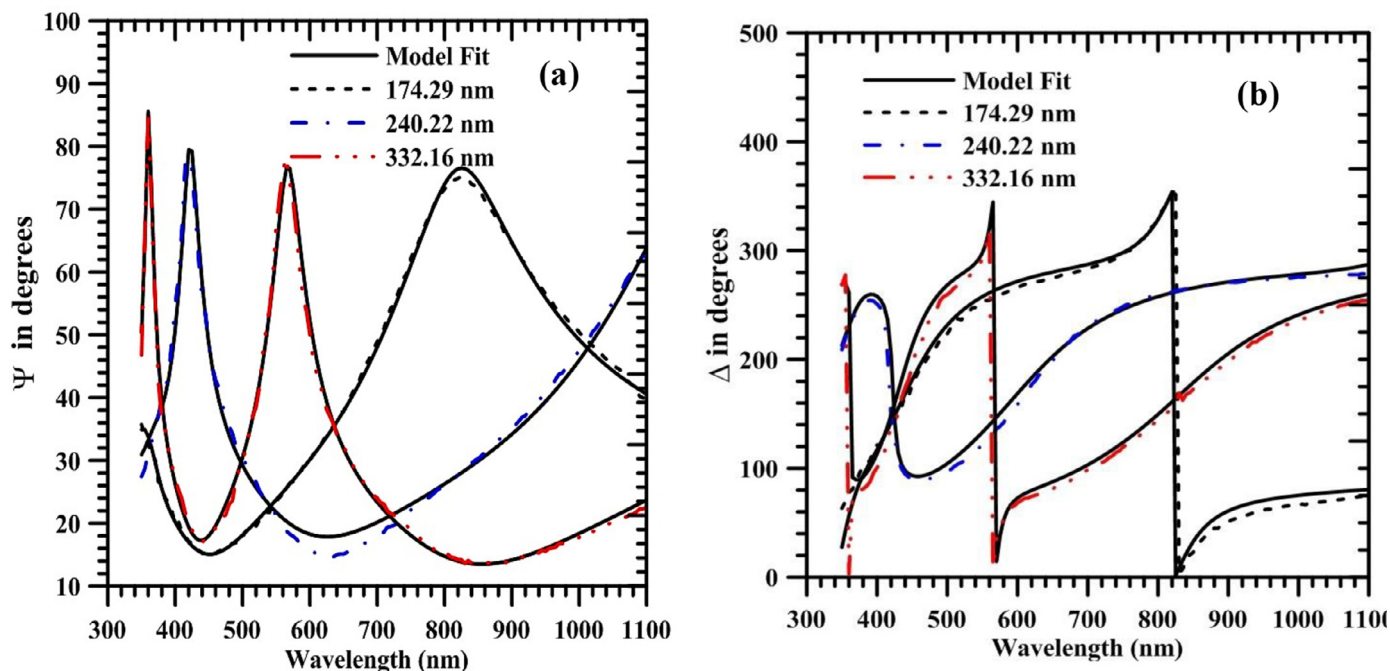 (a)
Model Fit
174.29 nm
240.22 nm
332.16 nm
Ψ in degrees
100
90
80
70
60
50
40
30
20
10
300 400 500 600 700 800 900 1000 1100
Wavelength (nm)
(b)
Model Fit
174.29 nm
240.22 nm
332.16 nm
Δ in degrees
500
400
300
200
100
0
300 400 500 600 700 800 900 1000 1100
Wavelength (nm)